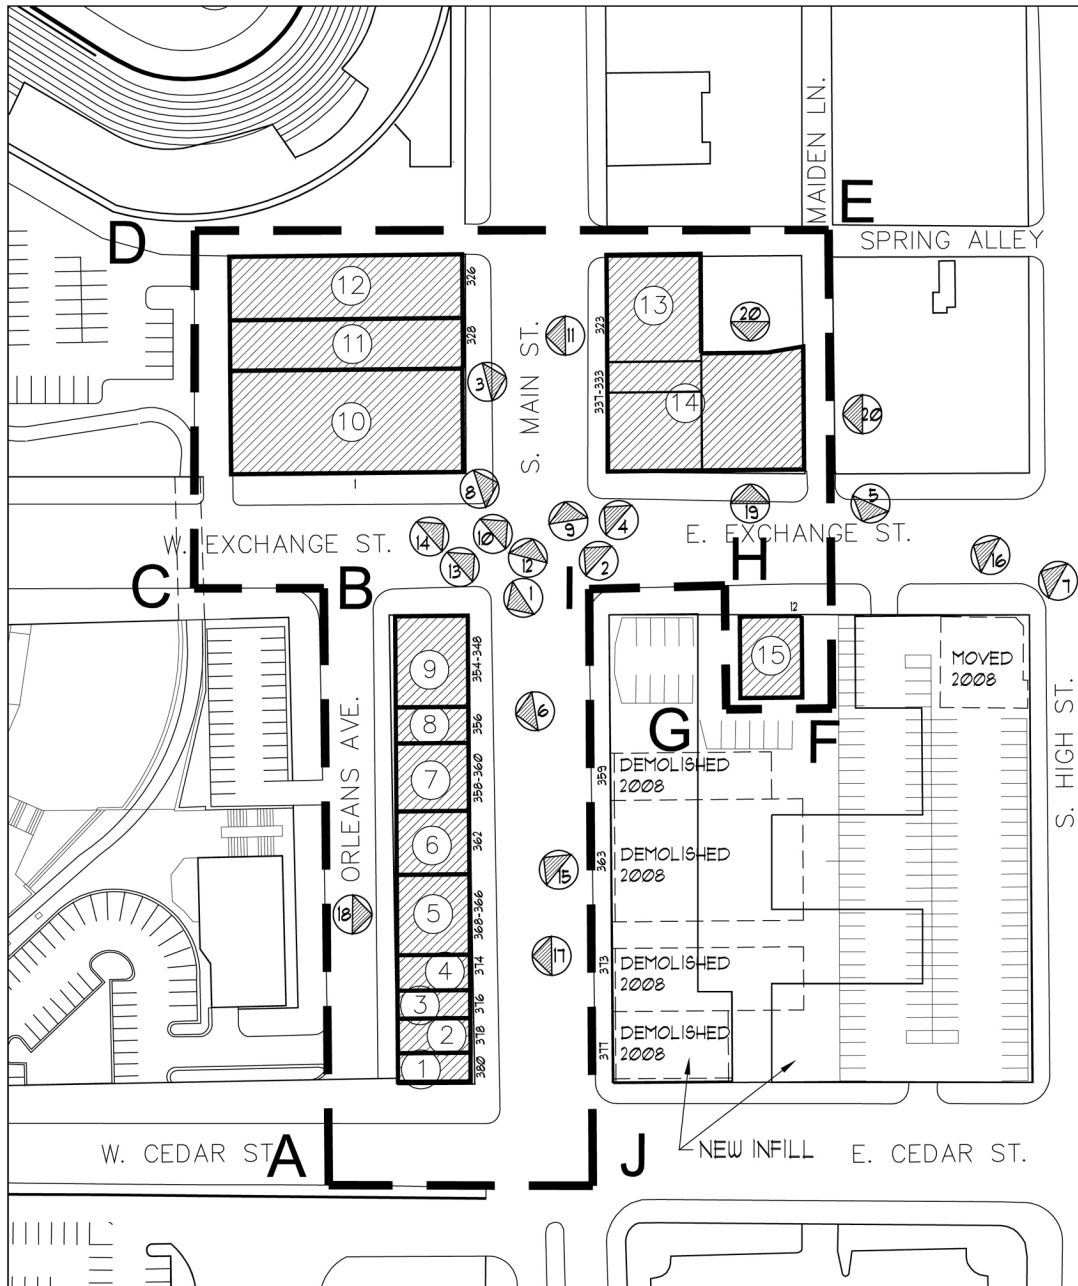 MAIDEN LN.
E
D
SPRING ALLEY
12
326
13
20
11
328
S. MAIN ST.
11
323
3
337-333
14
20
10
8
1
5
19
9
4
14
10
E. EXCHANGE ST.
W. EXCHANGE ST.
12
2
13
H
16
7
C
B
I
1
12
9
354-348
15
MOVED
2008
6
8
356
G
F
S. HIGH ST.
ORLEANS AVE.
7
358-360
359
DEMOLISHED
2008
6
362
363
DEMOLISHED
2008
15
5
368-366
18
17
4
374
373
DEMOLISHED
2008
3
376
2
378
DEMOLISHED
2008
377
1
380
W. CEDAR ST.
A
J
NEW INFILL
E. CEDAR ST.